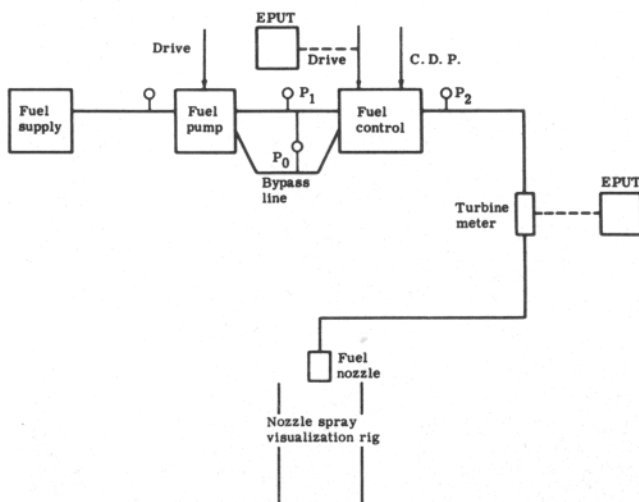 EPUT
Drive
Drive
C. D. P.
P1
P2
Fuel
supply
Fuel
pump
Fuel
control
P0
Bypass
line
EPUT
Turbine
meter
Fuel
nozzle
Nozzle spray
visualization rig